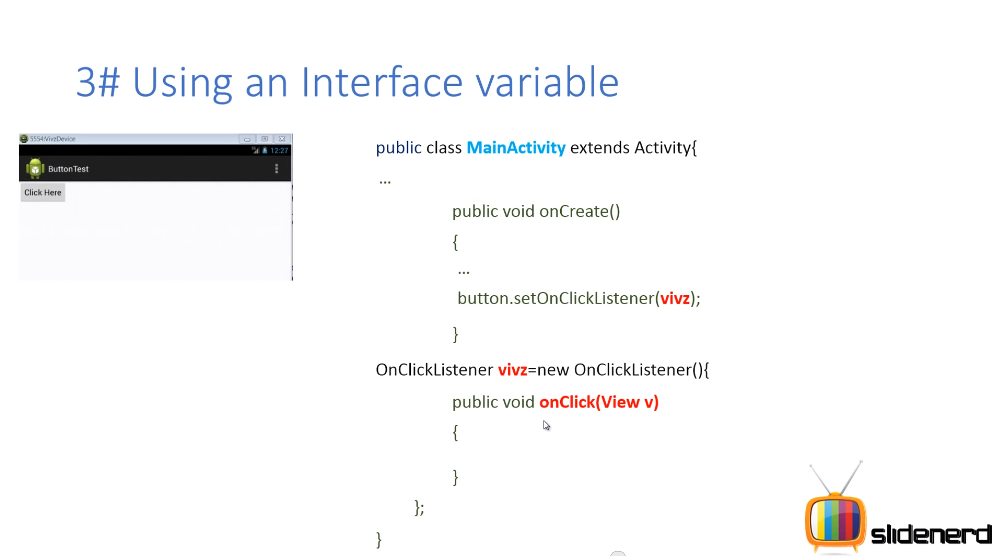 3# Using an Interface variable
5554:VivzDevice
12:27
ButtonTest
Click Here
public class MainActivity extends Activity{
...
public void onCreate()
{
...
button.setOnClickListener(vivz);
}
OnClickListener vivz=new OnClickListener(){
public void onClick(View v)
{
}
};
}
slidenerd